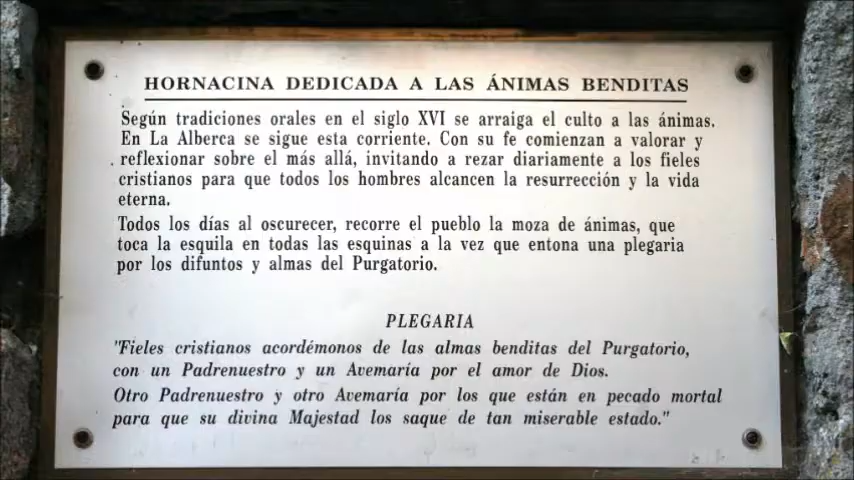 HORNACINA DEDICADA A LAS ÁNIMAS BENDITAS
Según tradiciones orales en el siglo XVI se arraiga el culto a las ánimas.
En La Alberca se sigue esta corriente. Con su fe comienzan a valorar y
reflexionar sobre el más allá, invitando a rezar diariamente a los fieles
cristianos para que todos los hombres alcancen la resurrección y la vida
eterna.
Todos los días al oscurecer, recorre el pueblo la moza de ánimas, que
toca la esquila en todas las esquinas a la vez que entona una plegaria
por los difuntos y almas del Purgatorio.
PLEGARIA
"Fieles cristianos acordémonos de las almas benditas del Purgatorio,
con un Padrenuestro y un Avemaría por el amor de Dios.
Otro Padrenuestro y otro Avemaría por los que están en pecado mortal
para que su divina Majestad los saque de tan miserable estado."